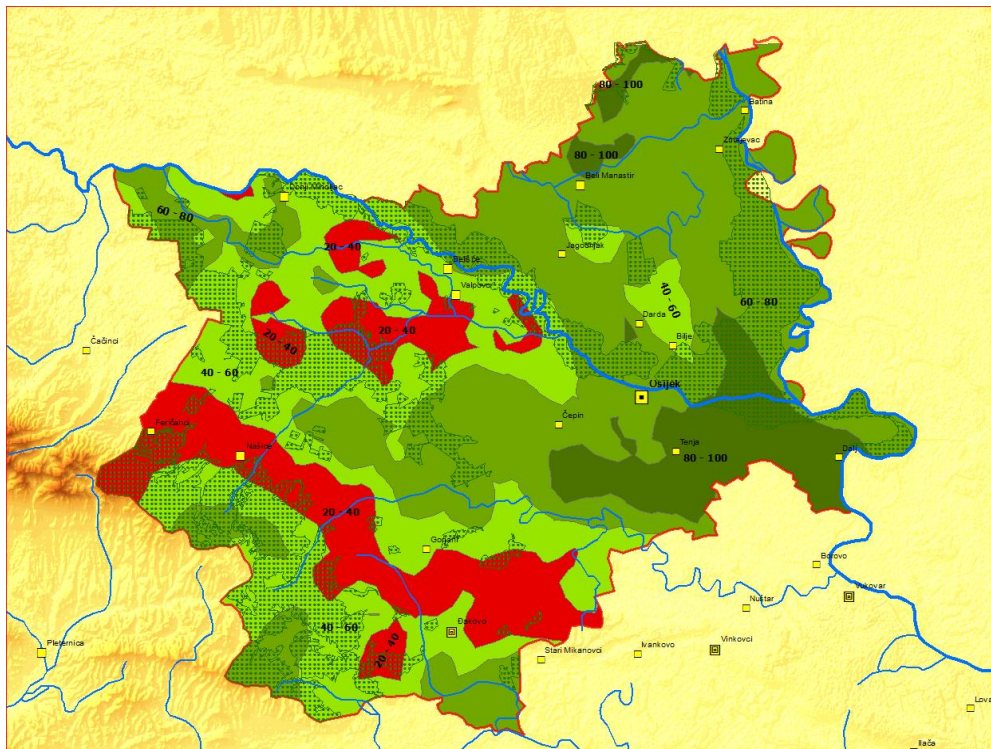 80 - 100
Batina
Zmajevac
80 - 100
Beli Manastir
Donji Miholjac
60 - 80
20 - 40
Jagodnjak
Belišće
Valpovo
40 - 60
60 - 80
20 - 40
Darda
20 - 40
Bilje
Čačinci
40 - 60
Osijek
Čepin
Feričanci
Našice
Tenja
80 - 100
Dalj
20 - 40
Gorjani
Borovo
Vukovar
Nuštar
40 - 60
Đakovo
20 - 40
Pleternica
Stari Mikanovci
Ivankovo
Vinkovci
Lova
Ilača